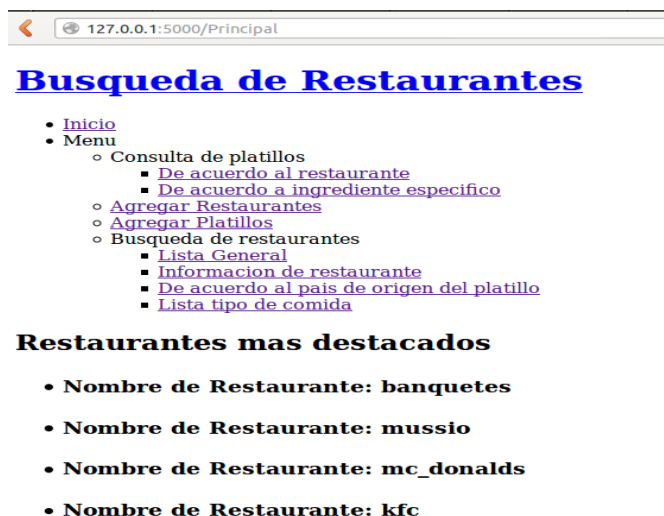 127.0.0.1:5000/Principal
Busqueda de Restaurantes
Inicio
Menu
Consulta de platillos
De acuerdo al restaurante
De acuerdo a ingrediente especifico
Agregar Restaurantes
Agregar Platillos
Busqueda de restaurantes
Lista General
Informacion de restaurante
De acuerdo al pais de origen del platillo
Lista tipo de comida
Restaurantes mas destacados
Nombre de Restaurante: banquetes
Nombre de Restaurante: mussio
Nombre de Restaurante: mc_donalds
Nombre de Restaurante: kfc